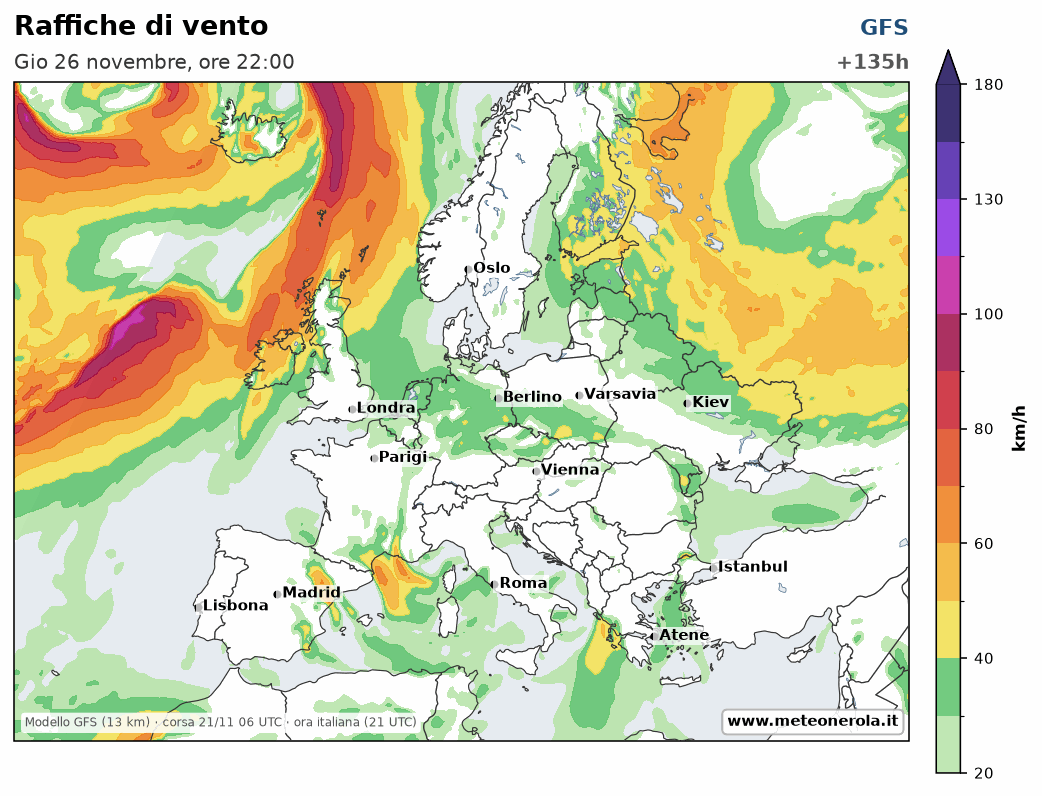 Raffiche di vento
GFS
Gio 26 novembre, ore 22:00
+135h
180
130
100
80
60
40
20
km/h
Oslo
Berlino
Varsavia
Kiev
Londra
Parigi
Vienna
Istanbul
Roma
Madrid
Lisbona
Atene
Modello GFS (13 km) · corsa 21/11 06 UTC · ora italiana (21 UTC)
www.meteonerola.it